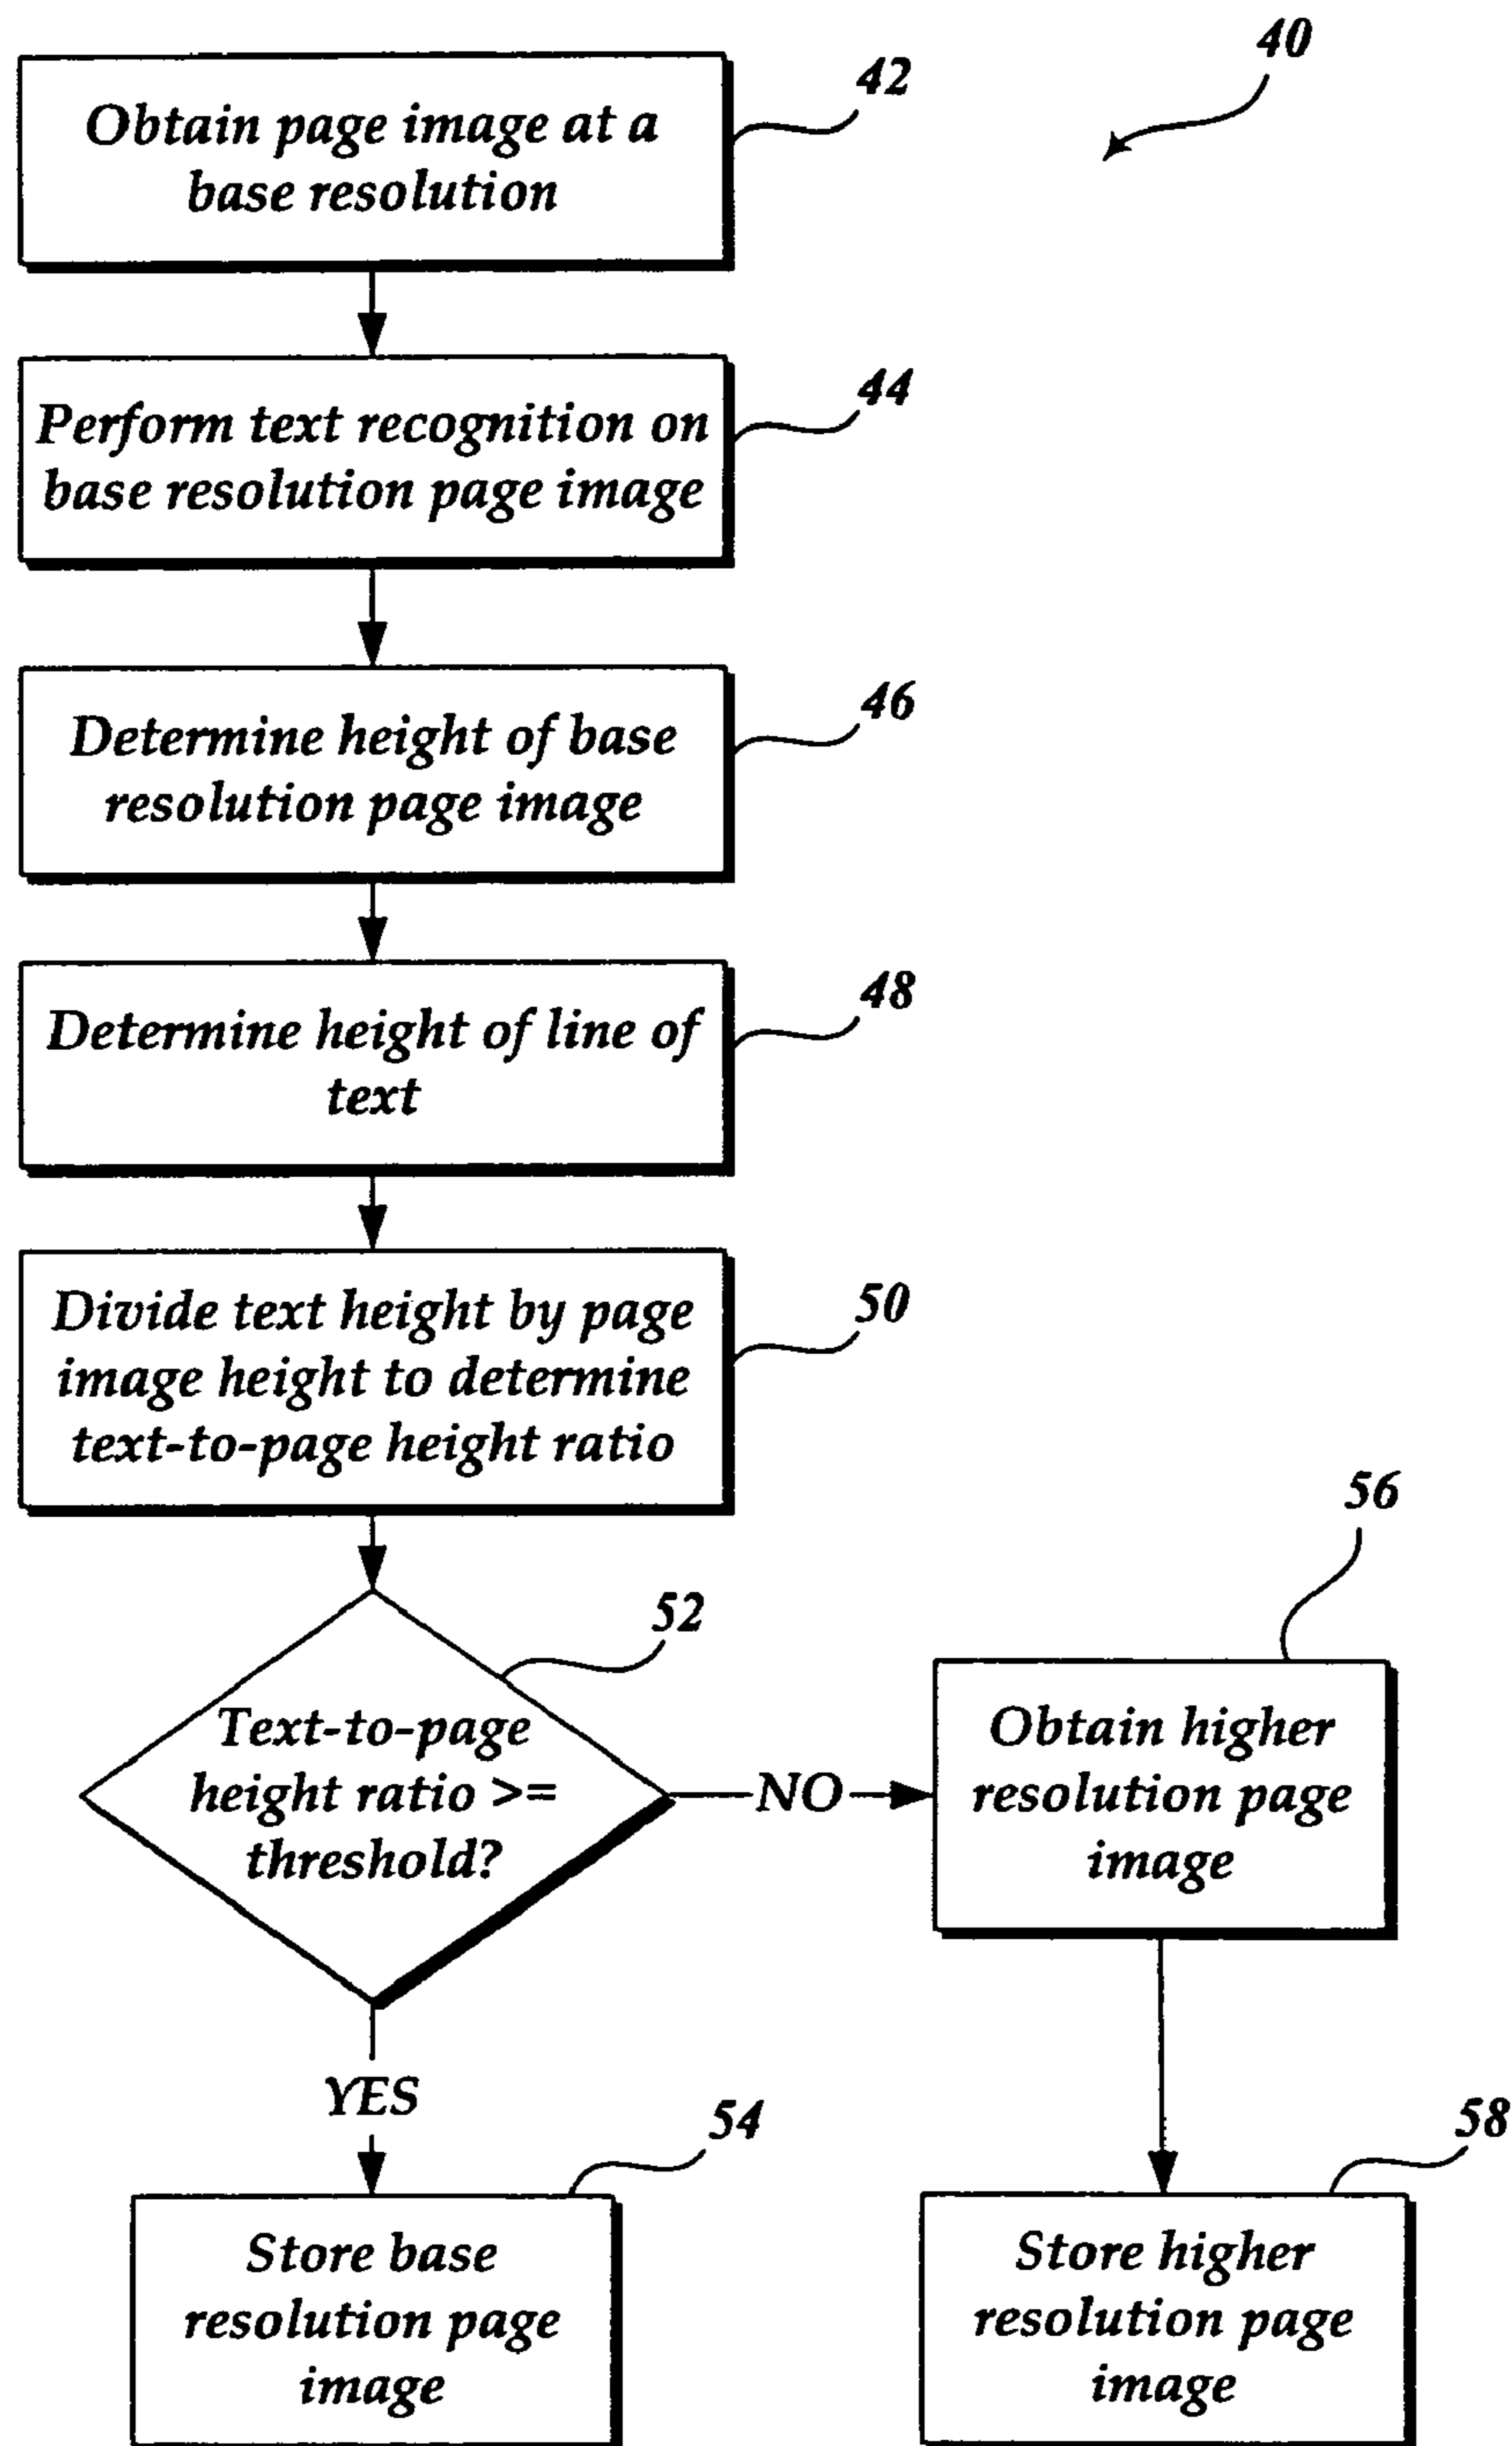 40
42
Obtain page image at a
base resolution
44
Perform text recognition on
base resolution page image
46
Determine height of base
resolution page image
48
Determine height of line of
text
50
Divide text height by page
image height to determine
text-to-page height ratio
52
Text-to-page
height ratio >=
threshold?
NO
56
Obtain higher
resolution page
image
YES
54
Store base
resolution page
image
58
Store higher
resolution page
image